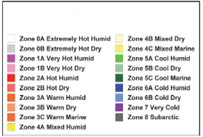 Zone 0A Extremely Hot Humid
Zone 0B Extremely Hot Dry
Zone 1A Very Hot Humid
Zone 1B Very Hot Dry
Zone 2A Hot Humid
Zone 2B Hot Dry
Zone 3A Warm Humid
Zone 3B Warm Dry
Zone 3C Warm Marine
Zone 4A Mixed Humid
Zone 4B Mixed Dry
Zone 4C Mixed Marine
Zone 5A Cool Humid
Zone 5B Cool Dry
Zone 5C Cool Marine
Zone 6A Cold Humid
Zone 6B Cold Dry
Zone 7 Very Cold
Zone 8 Subarctic